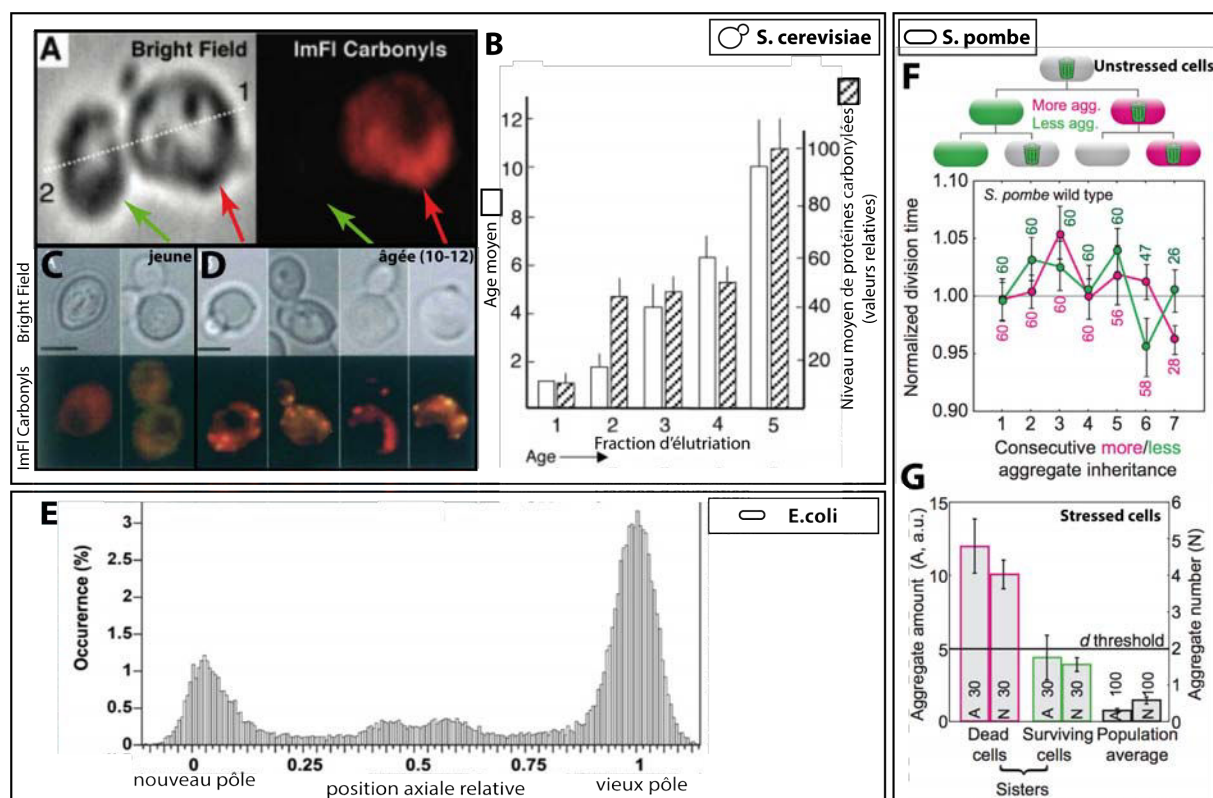 A
Bright Field
ImFl Carbonyls
1
2
C
jeune
D
âgée (10-12)
Bright Field
ImFl Carbonyls
B
S. cerevisiae
Age moyen
12
10
8
6
4
2
100
80
60
40
20
Niveau moyen de protéines carbonylées
(valeurs relatives)
1 2 3 4 5
Fraction d'élutriation
Age
E
E.coli
Occurernce (%)
3
2.5
2
1.5
1
0.5
0
0 0.25 0.5 0.75 1
nouveau pôle
position axiale relative
vieux pôle
S. pombe
F
Unstressed cells
More agg.
Less agg.
1.10
1.05
1.00
0.95
0.90
Normalized division time
S. pombe wild type
60 60 60 60 60 47 26
60 60 60 60 56 58 28
1 2 3 4 5 6 7
Consecutive more/less
aggregate inheritance
G
Stressed cells
Aggregate amount (A, a.u.)
15
10
5
0
Aggregate number (N)
6
5
4
3
2
1
0
d threshold
A 30
N 30
A 30
N 30
A 100
N 100
Dead
cells
Surviving
cells
Population
average
Sisters